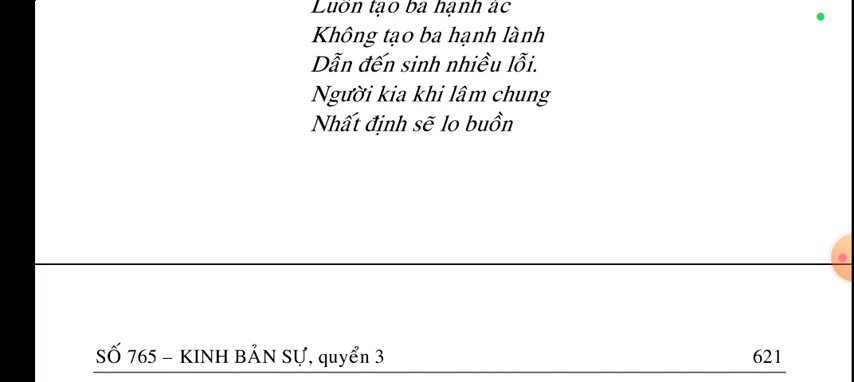 Luôn tạo ba hạnh ác
Không tạo ba hạnh lành
Dẫn đến sinh nhiều lỗi.
Người kia khi lâm chung
Nhất định sẽ lo buồn
SỐ 765 – KINH BẢN SỰ, quyển 3 621